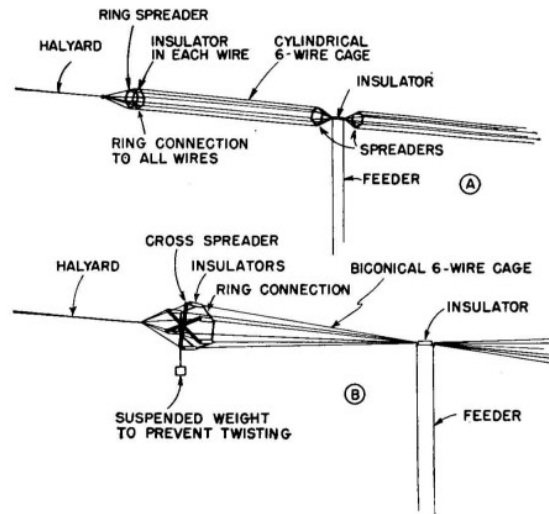 RING SPREADER
HALYARD
INSULATOR
IN EACH WIRE
CYLINDRICAL
6-WIRE CAGE
INSULATOR
RING CONNECTION
TO ALL WIRES
SPREADERS
FEEDER
A
CROSS SPREADER
HALYARD
INSULATORS
RING CONNECTION
BICONICAL 6-WIRE CAGE
INSULATOR
SUSPENDED WEIGHT
TO PREVENT TWISTING
B
FEEDER